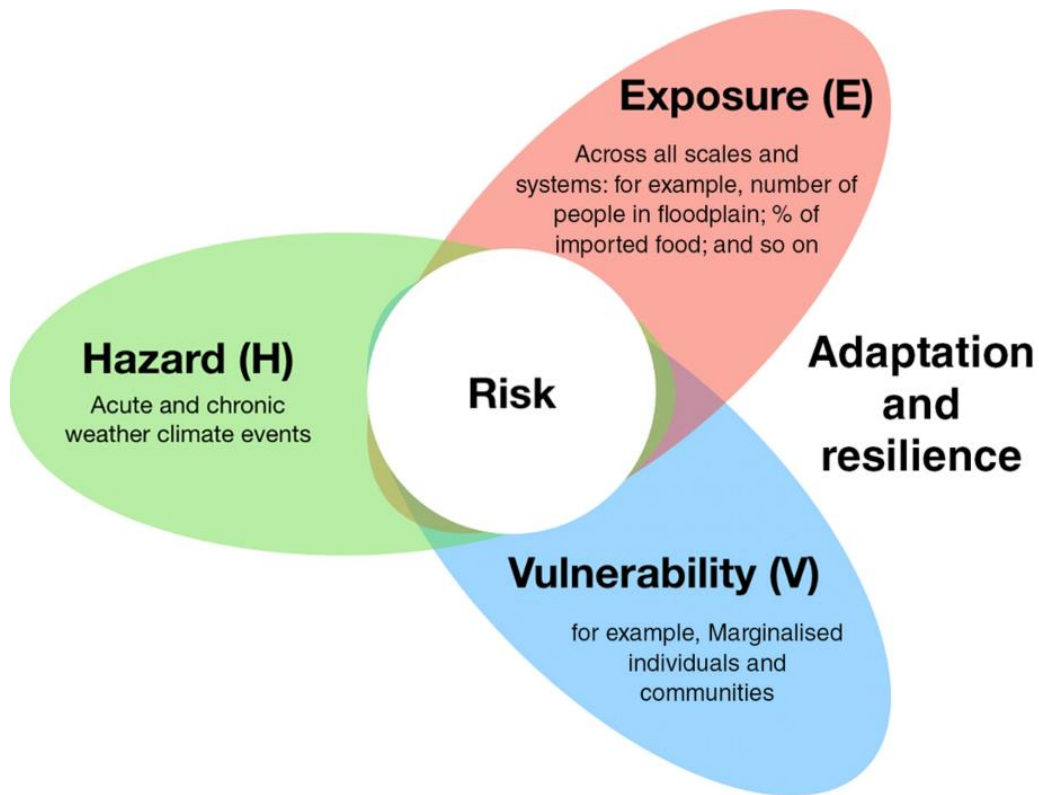 Exposure (E)
Across all scales and
systems: for example, number of
people in floodplain; % of
imported food; and so on
Hazard (H)
Acute and chronic
weather climate events
Risk
Adaptation
and
resilience
Vulnerability (V)
for example, Marginalised
individuals and
communities